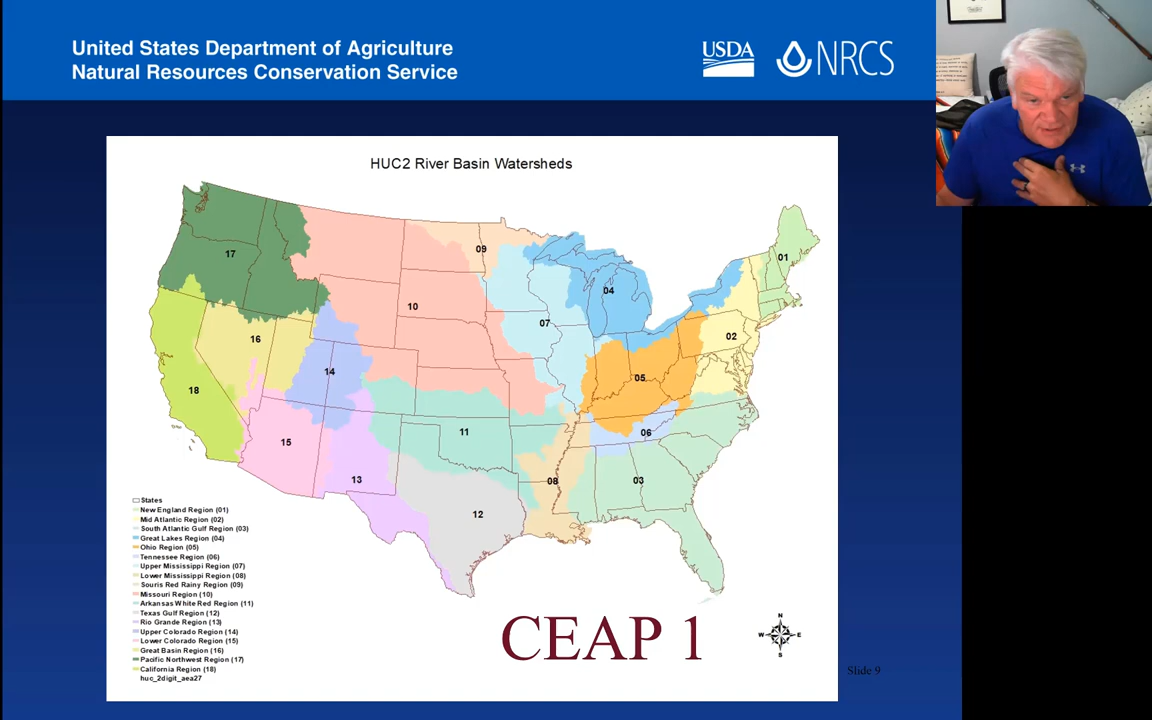 United States Department of Agriculture
Natural Resources Conservation Service
USDA
NRCS
HUC2 River Basin Watersheds
01
02
03
04
05
06
07
08
09
10
11
12
13
14
15
16
17
18
States
New England Region (01)
Mid Atlantic Region (02)
South Atlantic Gulf Region (03)
Great Lakes Region (04)
Ohio Region (05)
Tennessee Region (06)
Upper Mississippi Region (07)
Lower Mississippi Region (08)
Souris Red Rainy Region (09)
Missouri Region (10)
Arkansas White Red Region (11)
Texas Gulf Region (12)
Rio Grande Region (13)
Upper Colorado Region (14)
Lower Colorado Region (15)
Great Basin Region (16)
Pacific Northwest Region (17)
California Region (18)
huc_2digit_aea27
CEAP 1
N
W
E
S
Slide 9